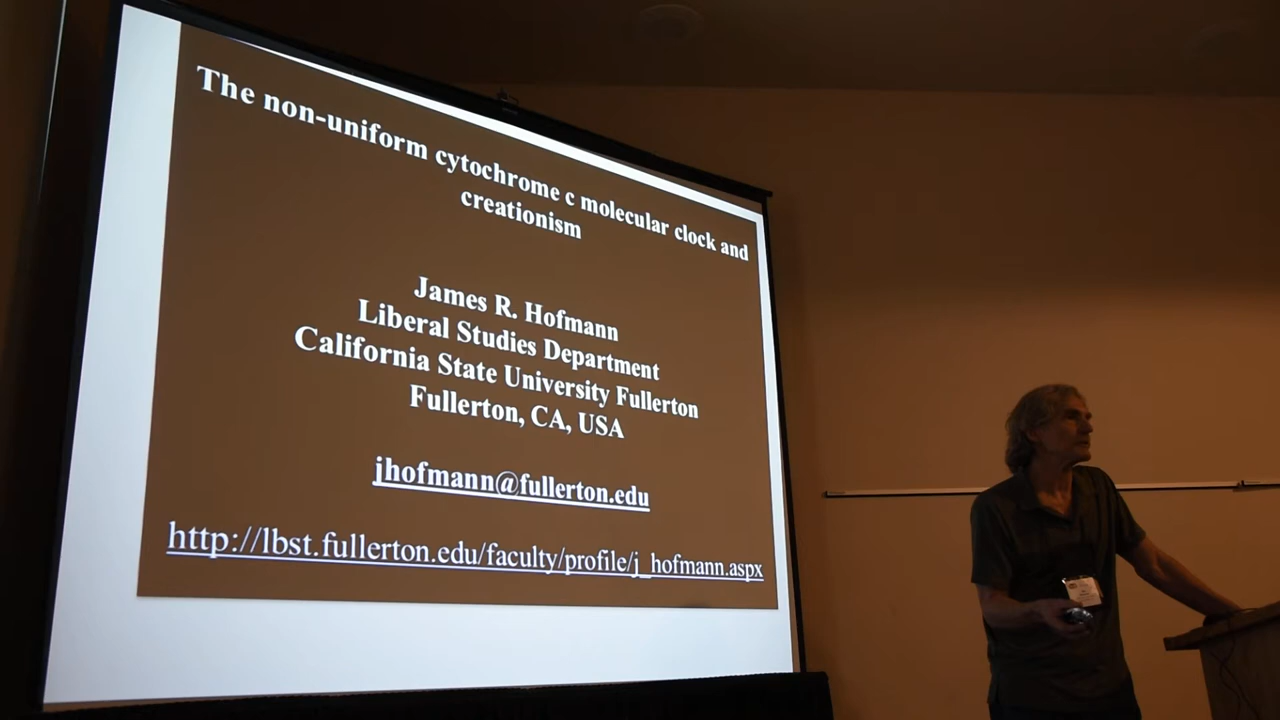 The non-uniform cytochrome c molecular clock and
creationism
James R. Hofmann
Liberal Studies Department
California State University Fullerton
Fullerton, CA, USA
jhofmann@fullerton.edu
http://lbst.fullerton.edu/faculty/profile/j_hofmann.aspx